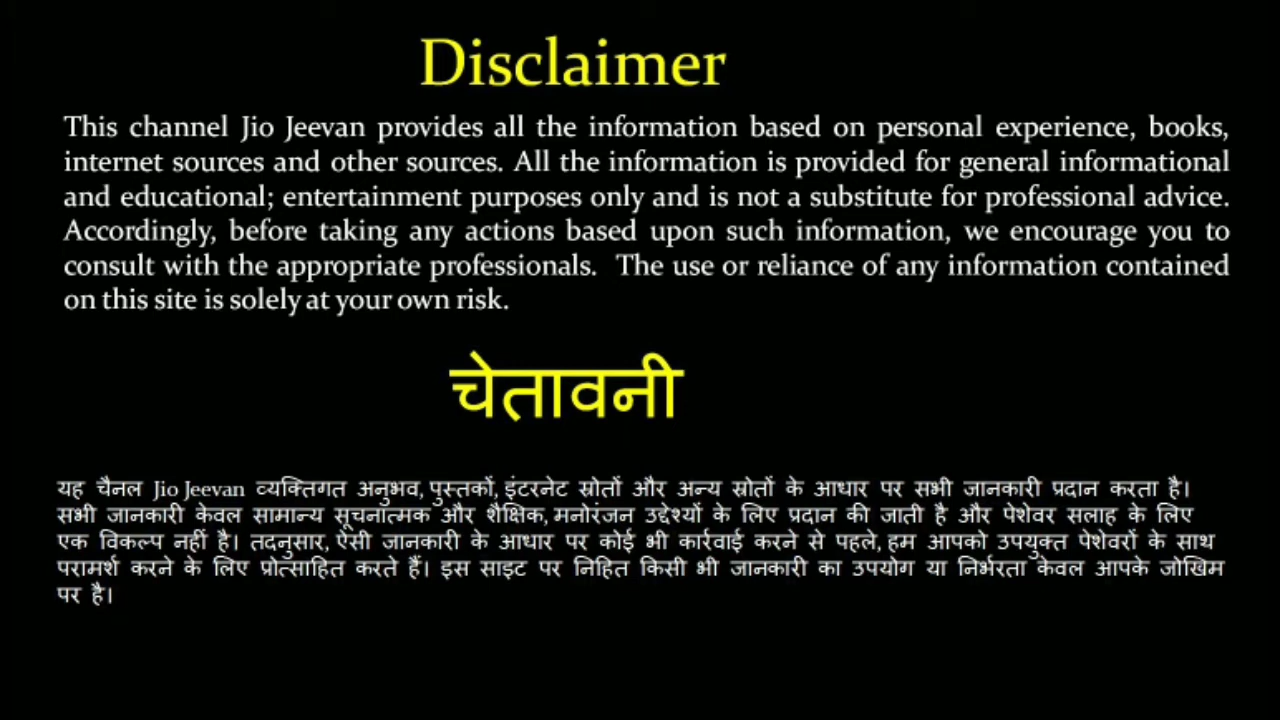 Disclaimer
This channel Jio Jeevan provides all the information based on personal experience, books,
internet sources and other sources. All the information is provided for general informational
and educational; entertainment purposes only and is not a substitute for professional advice.
Accordingly, before taking any actions based upon such information, we encourage you to
consult with the appropriate professionals. The use or reliance of any information contained
on this site is solely at your own risk.
चेतावनी
यह चैनल Jio Jeevan व्यक्तिगत अनुभव, पुस्तकों, इंटरनेट स्रोतों और अन्य स्रोतों के आधार पर सभी जानकारी प्रदान करता है।
सभी जानकारी केवल सामान्य सूचनात्मक और शैक्षिक, मनोरंजन उद्देश्यों के लिए प्रदान की जाती है और पेशेवर सलाह के लिए
एक विकल्प नहीं है। तदनुसार, ऐसी जानकारी के आधार पर कोई भी कार्रवाई करने से पहले, हम आपको उपयुक्त पेशेवरों के साथ
परामर्श करने के लिए प्रोत्साहित करते हैं। इस साइट पर निहित किसी भी जानकारी का उपयोग या निर्भरता केवल आपके जोखिम
पर है।